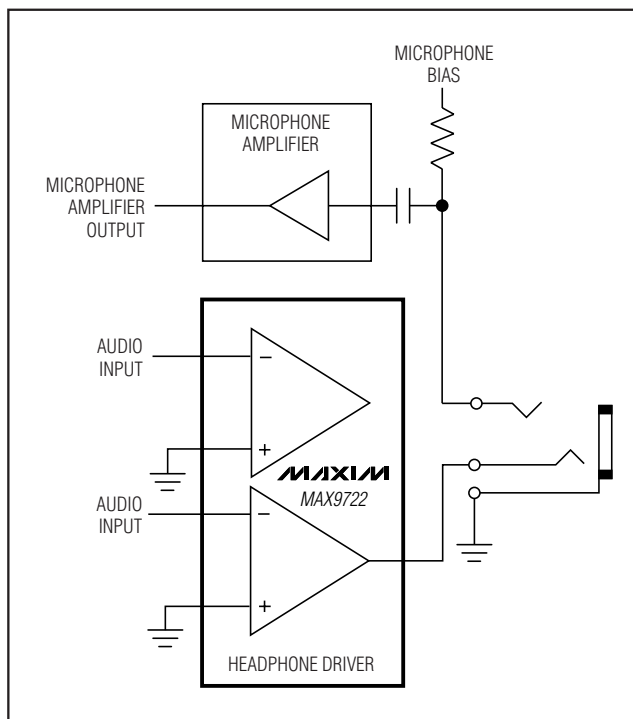 MICROPHONE
BIAS
MICROPHONE
AMPLIFIER
MICROPHONE
AMPLIFIER
OUTPUT
AUDIO
INPUT
−
+
MAXIM
MAX9722
AUDIO
INPUT
−
+
HEADPHONE DRIVER